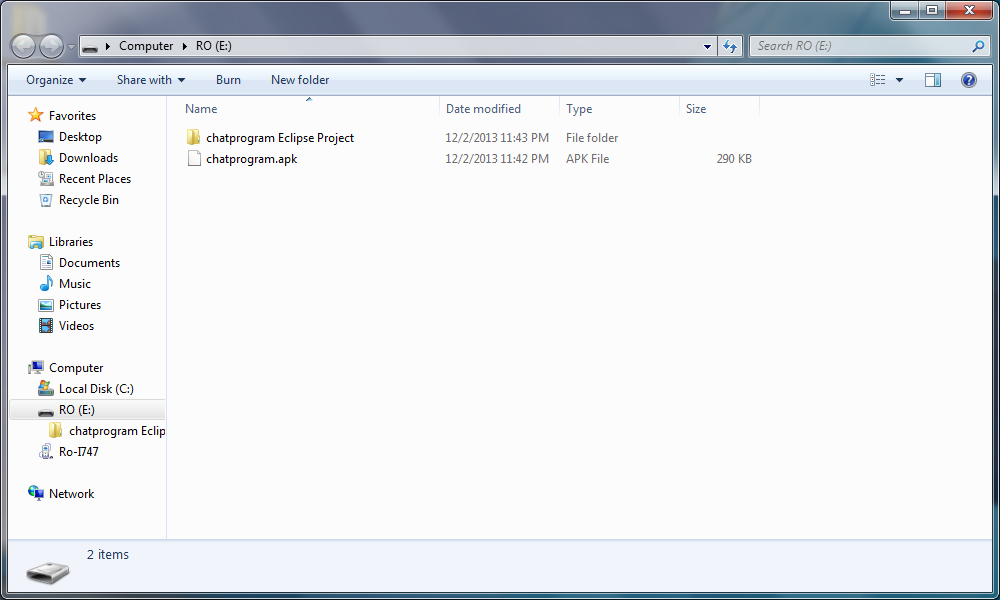 Computer RO (E:) Search RO (E:)
Organize Share with Burn New folder
Name Date modified Type Size
chatprogram Eclipse Project 12/2/2013 11:43 PM File folder
chatprogram.apk 12/2/2013 11:42 PM APK File 290 KB
Favorites
Desktop
Downloads
Recent Places
Recycle Bin
Libraries
Documents
Music
Pictures
Videos
Computer
Local Disk (C:)
RO (E:)
chatprogram Eclip
Ro-I747
Network
2 items